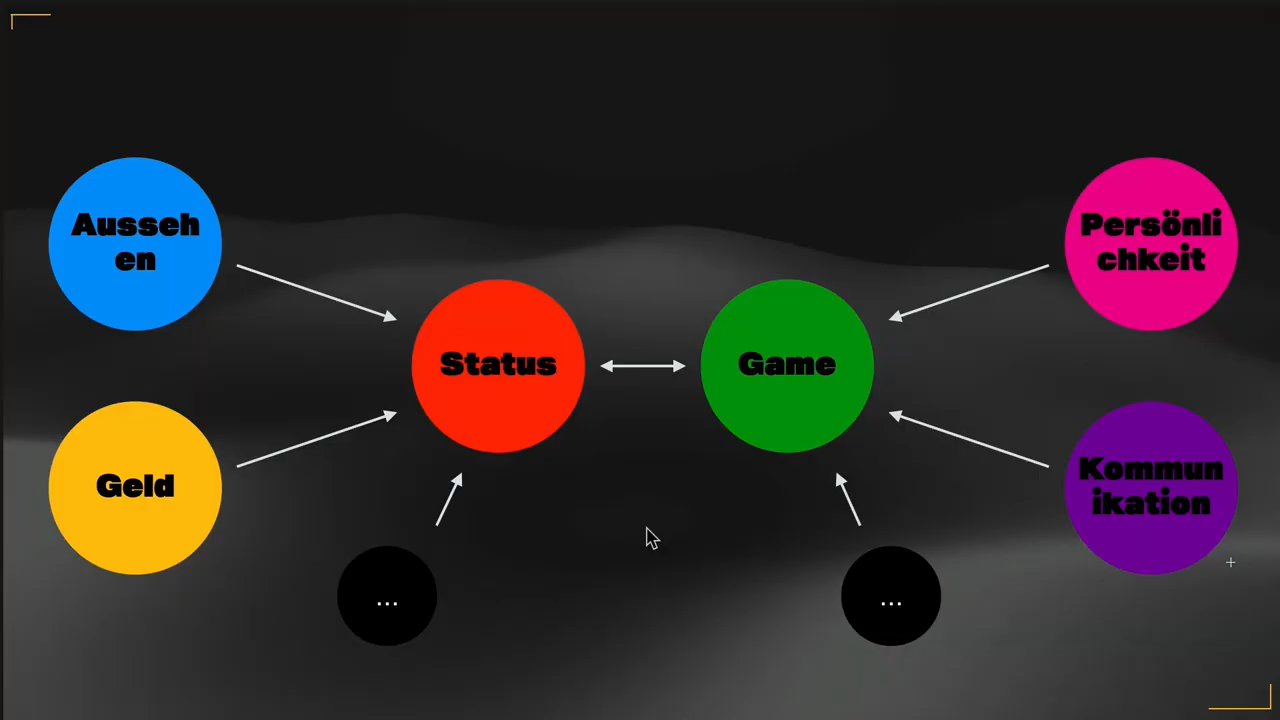 Ausseh
en
Persönli
chkeit
Status
Game
Geld
Kommun
ikation
...
...